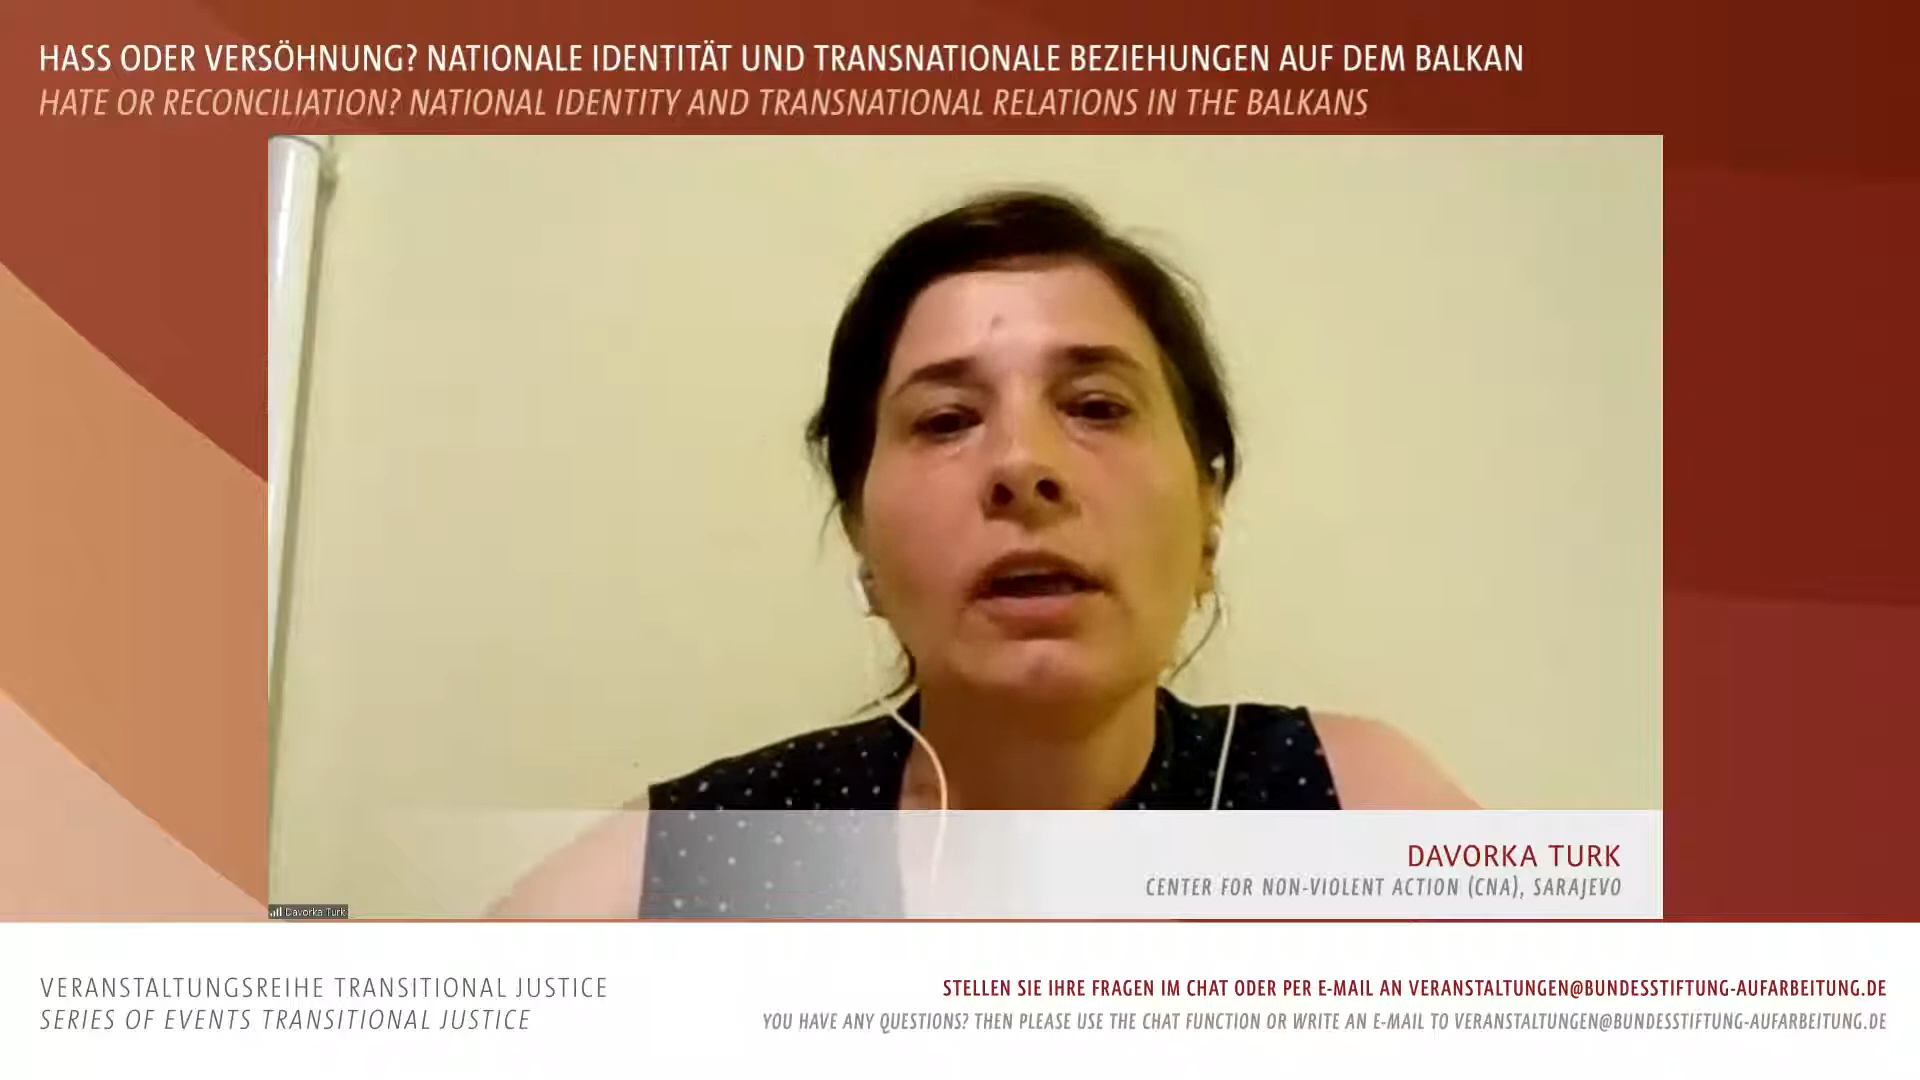 HASS ODER VERSÖHNUNG? NATIONALE IDENTITÄT UND TRANSNATIONALE BEZIEHUNGEN AUF DEM BALKAN
HATE OR RECONCILIATION? NATIONAL IDENTITY AND TRANSNATIONAL RELATIONS IN THE BALKANS
DAVORKA TURK
CENTER FOR NON-VIOLENT ACTION (CNA), SARAJEVO
Davorka Turk
VERANSTALTUNGSREIHE TRANSITIONAL JUSTICE
SERIES OF EVENTS TRANSITIONAL JUSTICE
STELLEN SIE IHRE FRAGEN IM CHAT ODER PER E-MAIL AN VERANSTALTUNGEN@BUNDESSTIFTUNG-AUFARBEITUNG.DE
YOU HAVE ANY QUESTIONS? THEN PLEASE USE THE CHAT FUNCTION OR WRITE AN E-MAIL TO VERANSTALTUNGEN@BUNDESSTIFTUNG-AUFARBEITUNG.DE